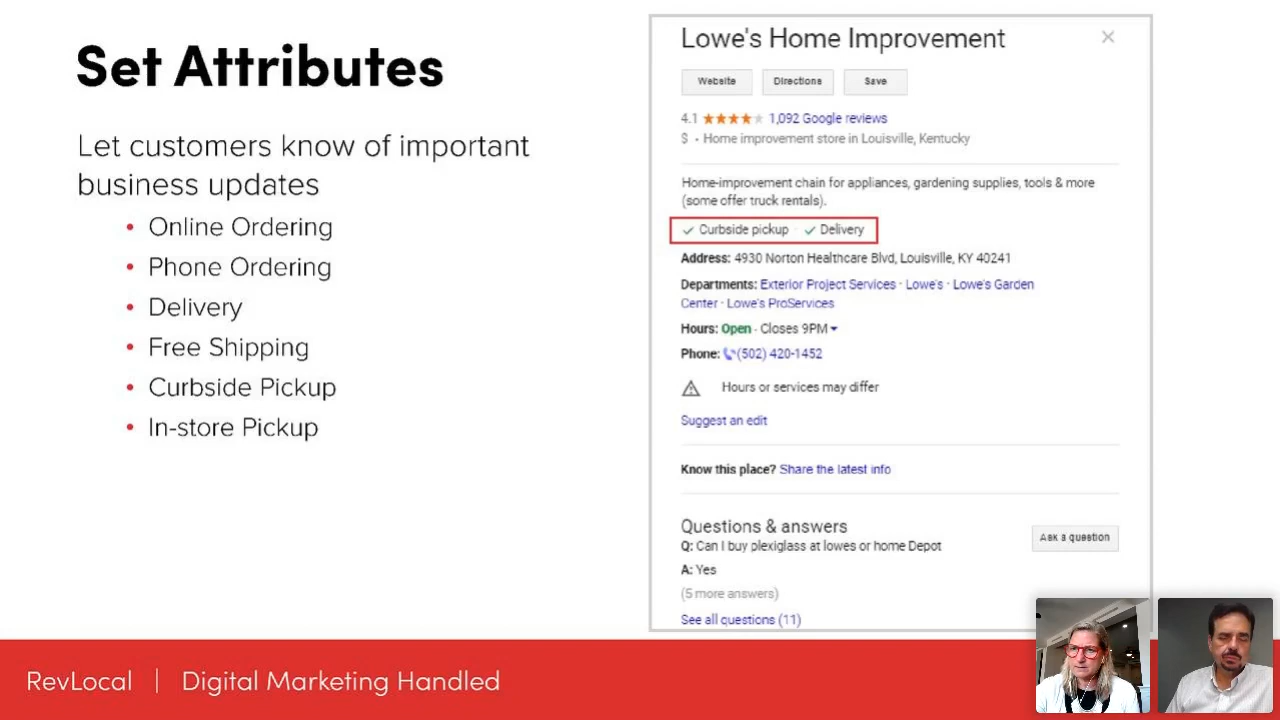 Set Attributes
Let customers know of important
business updates
• Online Ordering
• Phone Ordering
• Delivery
• Free Shipping
• Curbside Pickup
• In-store Pickup
Lowe's Home Improvement
Website Directions Save
4.1 1,092 Google reviews
$ · Home improvement store in Louisville, Kentucky
Home-improvement chain for appliances, gardening supplies, tools & more
(some offer truck rentals).
✓ Curbside pickup · ✓ Delivery
Address: 4930 Norton Healthcare Blvd, Louisville, KY 40241
Departments: Exterior Project Services · Lowe's · Lowe's Garden
Center · Lowe's ProServices
Hours: Open · Closes 9PM
Phone: (502) 420-1452
Hours or services may differ
Suggest an edit
Know this place? Share the latest info
Questions & answers
Ask a question
Q: Can I buy plexiglass at lowes or home Depot
A: Yes
(5 more answers)
See all questions (11)
RevLocal | Digital Marketing Handled